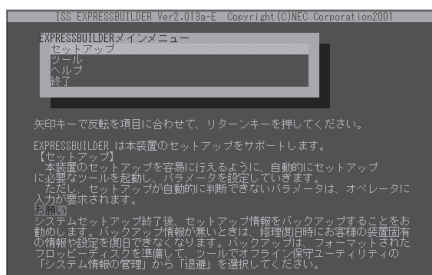 ISS EXPRESSBUILDER Ver2.013a-E Copyright(C)NEC Corporation2001
EXPRESSBUILDERメインメニュー
セットアップ
ツール
ヘルプ
終了
矢印キーで反転を項目に合わせて、リターンキーを押してください。
EXPRESSBUILDER は本装置のセットアップをサポートします。
【セットアップ】
本装置のセットアップを容易に行えるように、自動的にセットアップ
に必要なツールを起動し、パラメータを設定していきます。
ただし、セットアップが自動的に判断できないパラメータは、オペレータに
入力が要求されます。
お願い
システムセットアップ終了後、セットアップ情報をバックアップすることをお
勧めします。バックアップ情報が無いときは、修理復旧時にお客様の装置固有
の情報や設定を復旧できなくなります。バックアップは、フォーマットされた
フロッピーディスクを準備して、ツールでオフライン保守ユーティリティの
「システム情報の管理」から「退避」を選択してください。